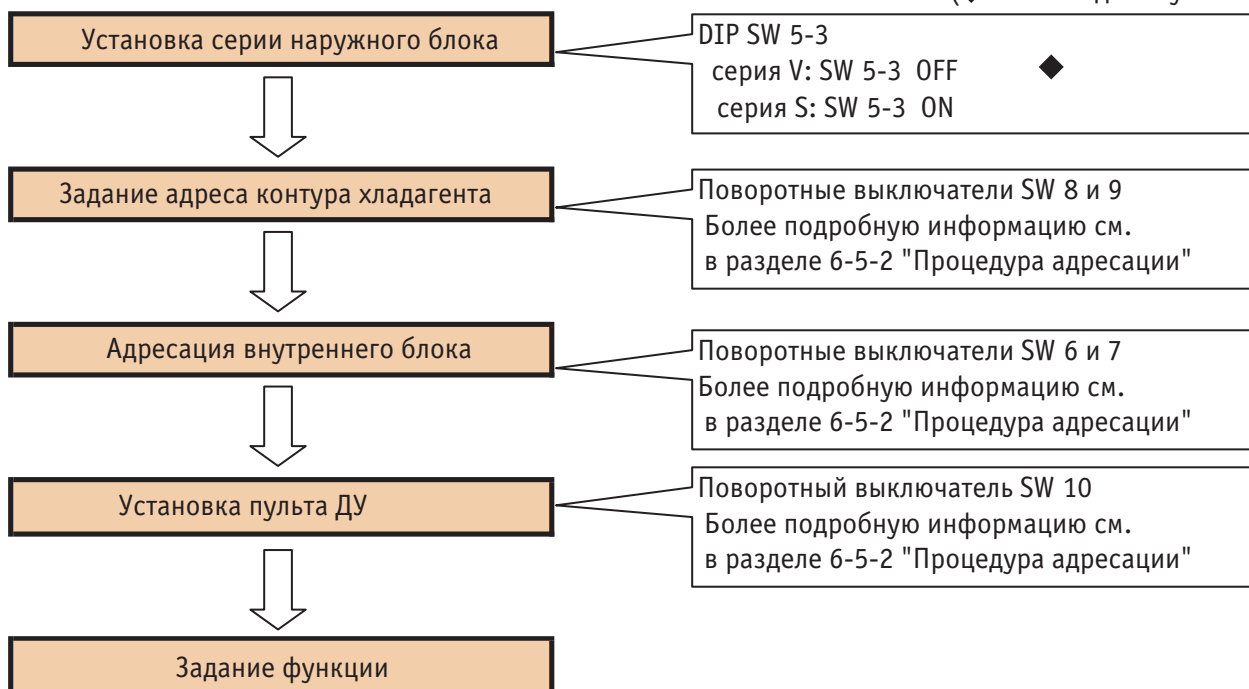 Установка серии наружного блока
DIP SW 5-3
серия V: SW 5-3 OFF ◆
серия S: SW 5-3 ON
Задание адреса контура хладагента
Поворотные выключатели SW 8 и 9
Более подробную информацию см.
в разделе 6-5-2 "Процедура адресации"
Адресация внутреннего блока
Поворотные выключатели SW 6 и 7
Более подробную информацию см.
в разделе 6-5-2 "Процедура адресации"
Установка пульта ДУ
Поворотный выключатель SW 10
Более подробную информацию см.
в разделе 6-5-2 "Процедура адресации"
Задание функции